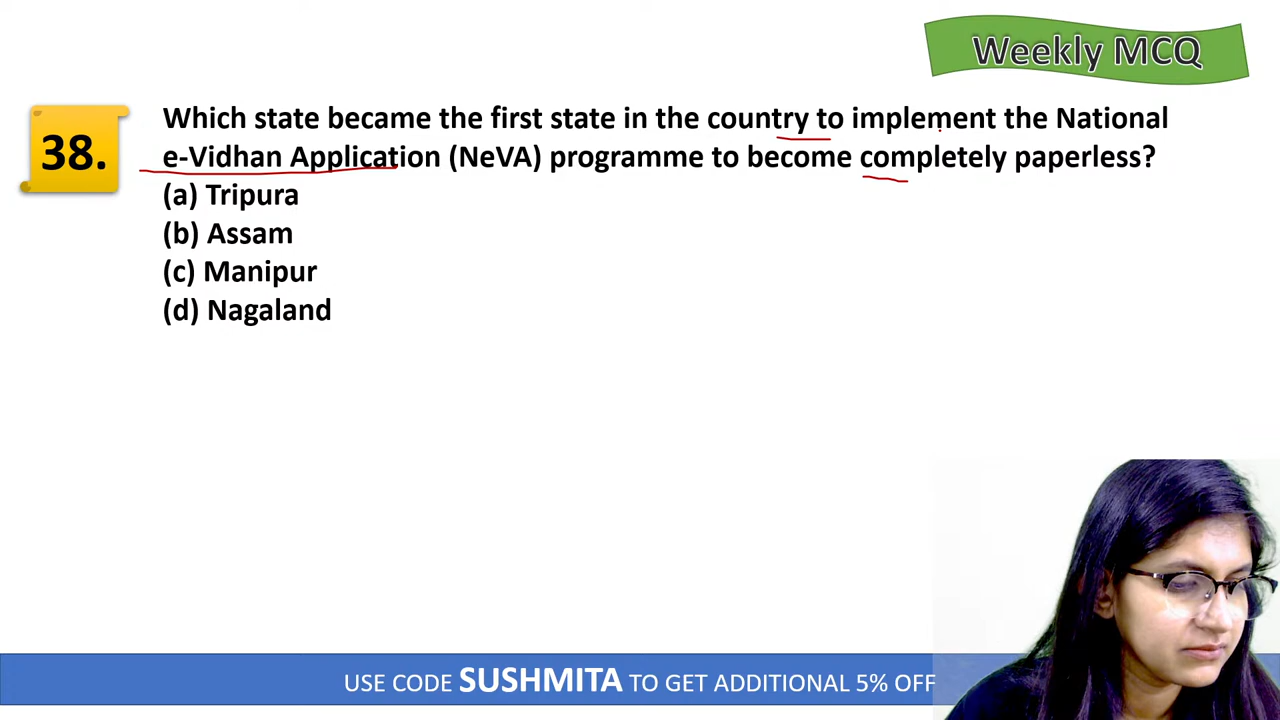 Weekly MCQ
38.
Which state became the first state in the country to implement the National
e-Vidhan Application (NeVA) programme to become completely paperless?
(a) Tripura
(b) Assam
(c) Manipur
(d) Nagaland
USE CODE SUSHMITA TO GET ADDITIONAL 5% OFF